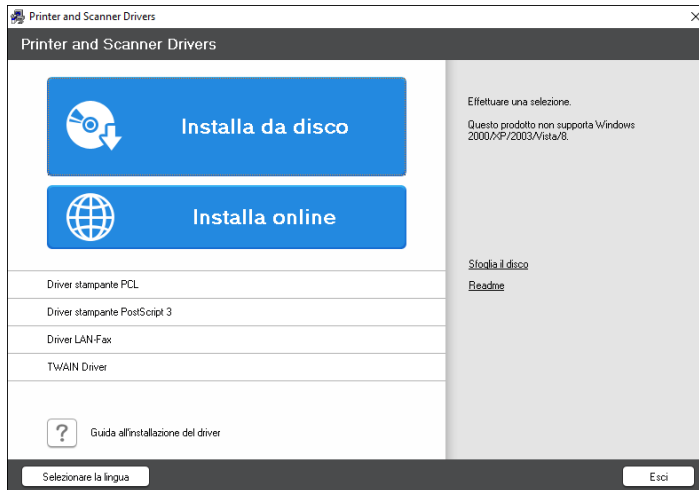 Printer and Scanner Drivers
Printer and Scanner Drivers
Installa da disco
Installa online
Driver stampante PCL
Driver stampante PostScript 3
Driver LAN-Fax
TWAIN Driver
? Guida all'installazione del driver
Effettuare una selezione.
Questo prodotto non supporta Windows
2000/XP/2003/Vista/8.
Sfoglia il disco
Readme
Selezionare la lingua
Esci